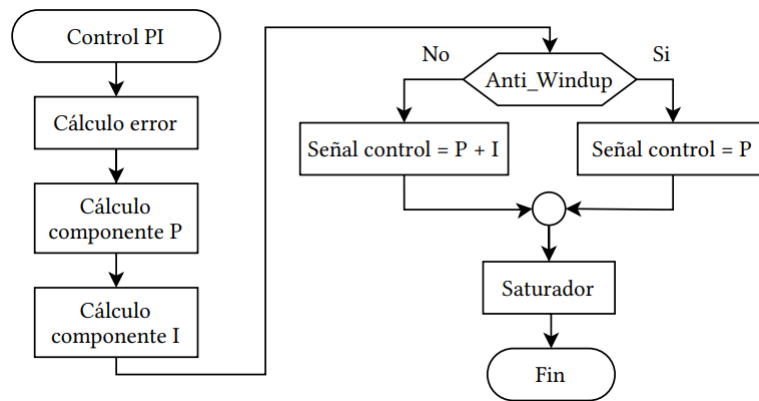 Control PI
Cálculo error
Cálculo
componente P
Cálculo
componente I
Anti_Windup
No
Si
Señal control = P + I
Señal control = P
Saturador
Fin